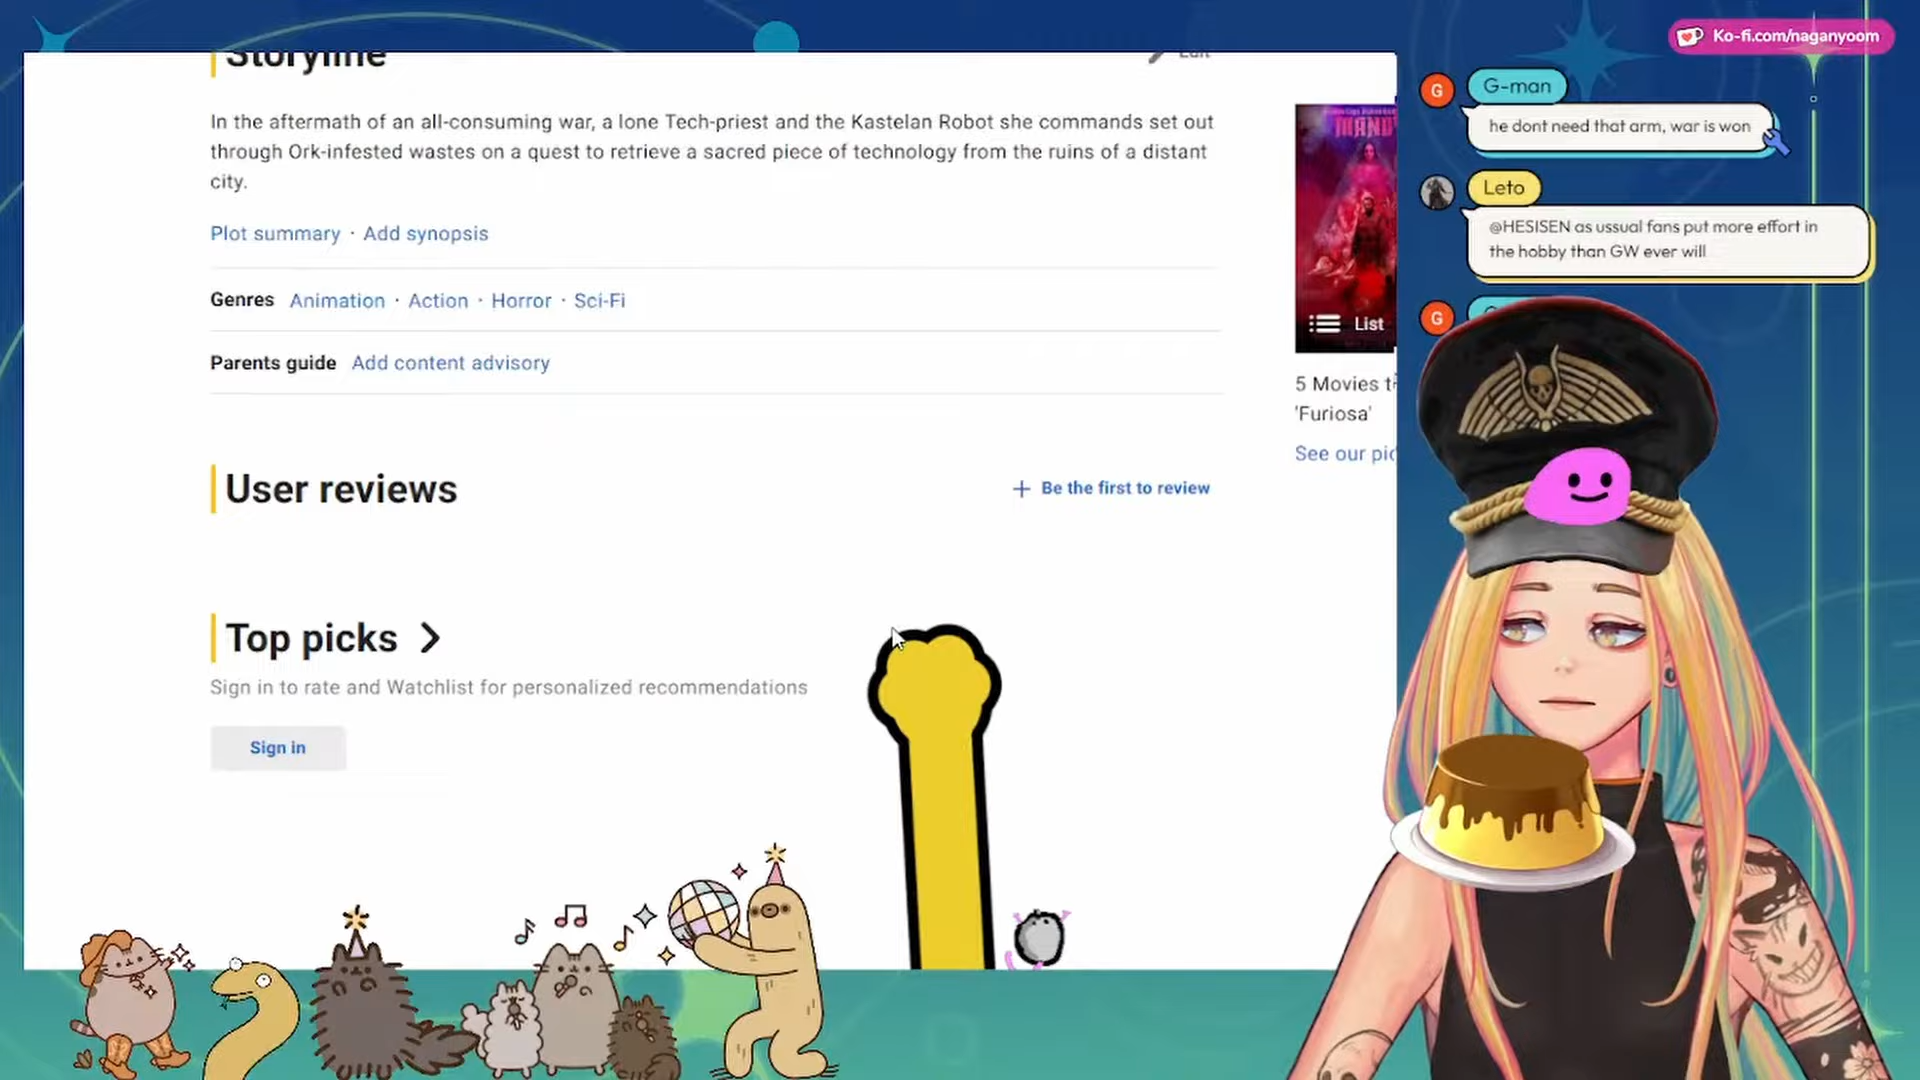 Storyline
Edit
In the aftermath of an all-consuming war, a lone Tech-priest and the Kastelan Robot she commands set out
through Ork-infested wastes on a quest to retrieve a sacred piece of technology from the ruins of a distant
city.
Plot summary · Add synopsis
Genres Animation · Action · Horror · Sci-Fi
Parents guide Add content advisory
User reviews
+ Be the first to review
Top picks
Sign in to rate and Watchlist for personalized recommendations
Sign in
List
5 Movies
'Furiosa'
See our
Ko-fi.com/naganyoom
G
G-man
he dont need that arm, war is won
Leto
@HESISEN as ussual fans put more effort in
the hobby than GW ever will
G